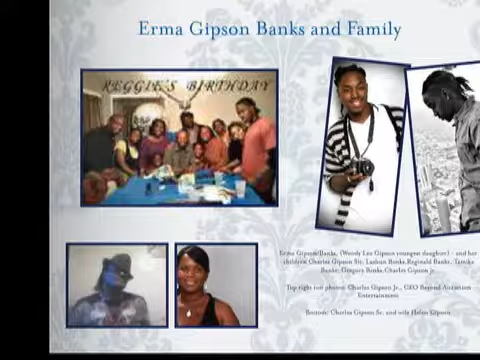 Erma Gipson Banks and Family
REGGIE'S BIRTHDAY
Erma Gipson Banks, (Woody Lee Gipson youngest daughter) - and her
children Charles Gipson Sr., Lashun Banks, Reginald Banks, Tamika
Banks, Gregory Banks, Charles Gipson jr.
Top right two photos: Charles Gipson Jr., CEO Beyond Attention
Entertainment
Bottom: Charles Gipson Sr. and wife Helen Gipson